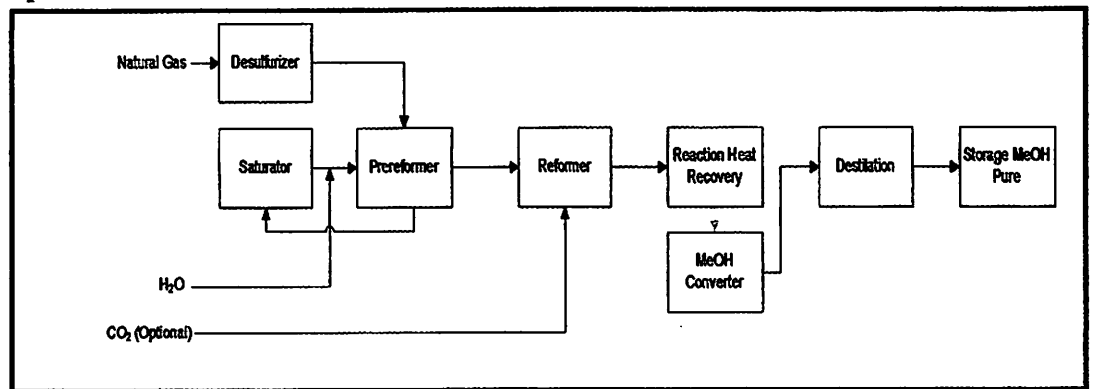 Natural Gas
Desulfurizer
Saturator
Prereformer
Reformer
Reaction Heat
Recovery
Destilation
Storage MeOH
Pure
MeOH
Converter
H₂O
CO₂ (Optional)